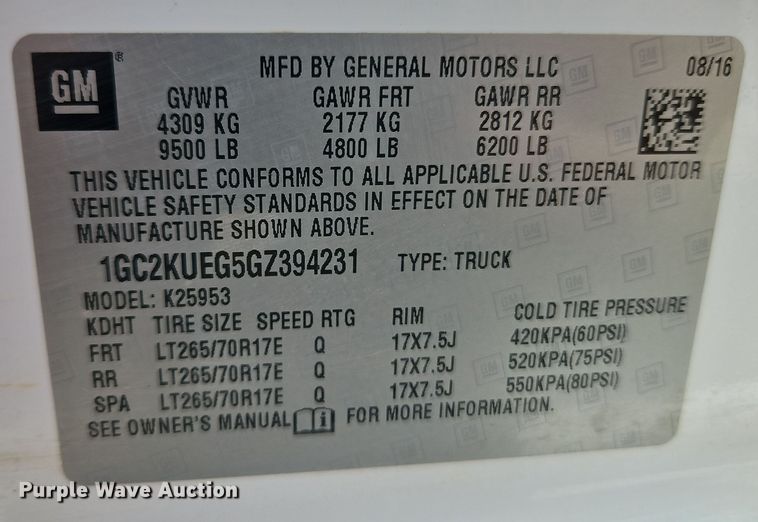 GM®
MFD BY GENERAL MOTORS LLC 08/16
GVWR GAWR FRT GAWR RR
4309 KG 2177 KG 2812 KG
9500 LB 4800 LB 6200 LB
THIS VEHICLE CONFORMS TO ALL APPLICABLE U.S. FEDERAL MOTOR
VEHICLE SAFETY STANDARDS IN EFFECT ON THE DATE OF
MANUFACTURE SHOWN ABOVE.
1GC2KUEG5GZ394231 TYPE: TRUCK
MODEL: K25953
KDHT TIRE SIZE SPEED RTG RIM COLD TIRE PRESSURE
FRT LT265/70R17E Q 17X7.5J 420KPA(60PSI)
RR LT265/70R17E Q 17X7.5J 520KPA(75PSI)
SPA LT265/70R17E Q 17X7.5J 550KPA(80PSI)
SEE OWNER'S MANUAL i FOR MORE INFORMATION.
Purple Wave Auction